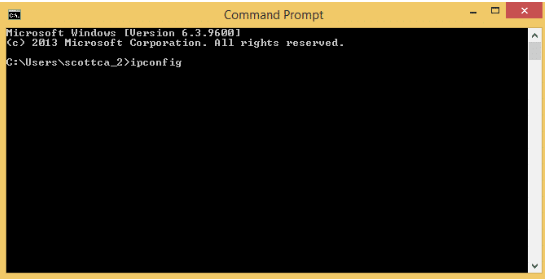 Command Prompt
Microsoft Windows [Version 6.3.9600]
(c) 2013 Microsoft Corporation. All rights reserved.
C:\Users\scottca_2>ipconfig